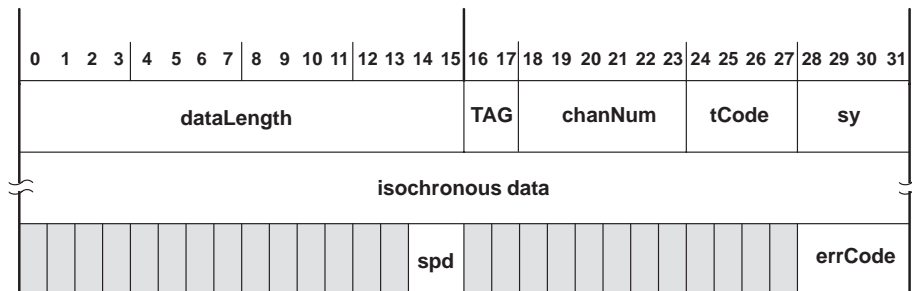 0 1 2 3 4 5 6 7 8 9 10 11 12 13 14 15 16 17 18 19 20 21 22 23 24 25 26 27 28 29 30 31
dataLength TAG chanNum tCode sy
isochronous data
spd errCode